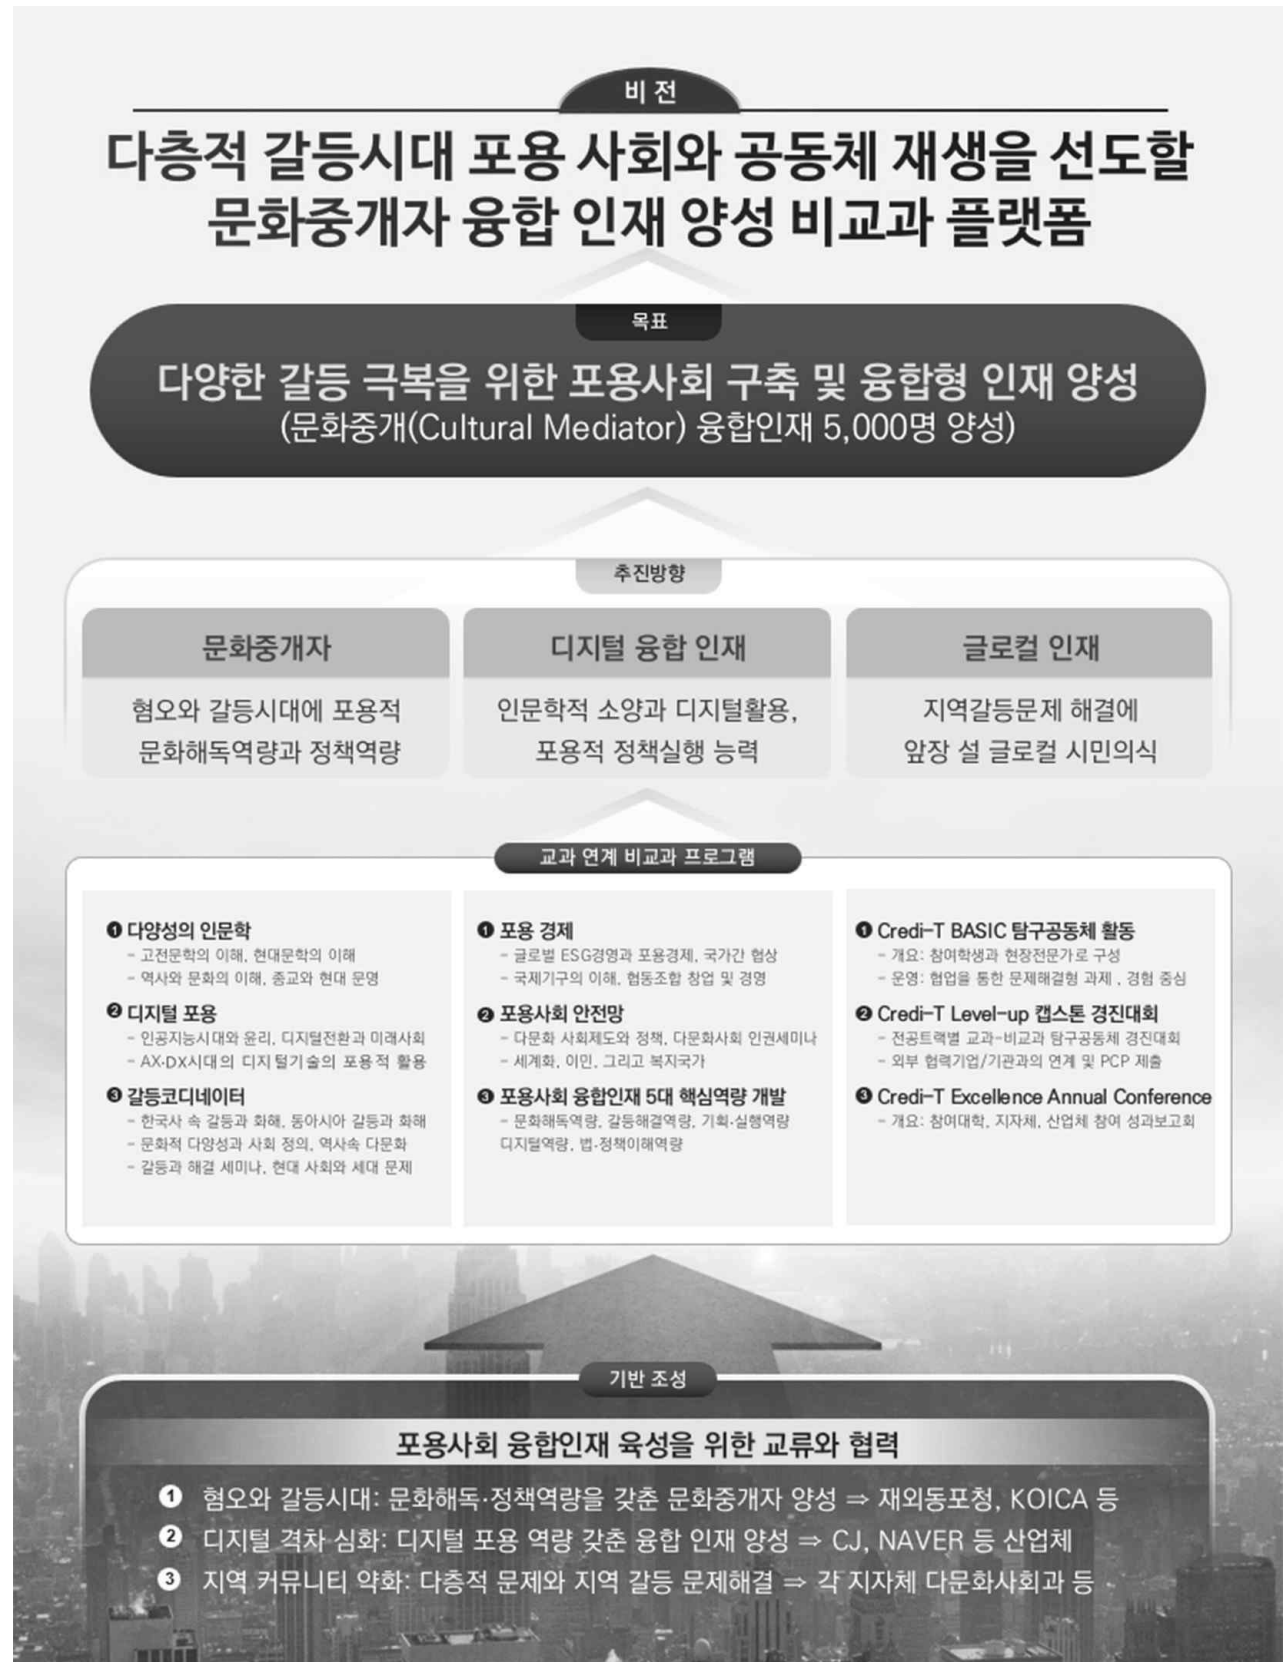 비 전
다층적 갈등시대 포용 사회와 공동체 재생을 선도할
문화중개자 융합 인재 양성 비교과 플랫폼
목표
다양한 갈등 극복을 위한 포용사회 구축 및 융합형 인재 양성
(문화중개(Cultural Mediator) 융합인재 5,000명 양성)
추진방향
문화중개자
혐오와 갈등시대에 포용적
문화해독역량과 정책역량
디지털 융합 인재
인문학적 소양과 디지털활용,
포용적 정책실행 능력
글로컬 인재
지역갈등문제 해결에
앞장 설 글로컬 시민의식
교과 연계 비교과 프로그램
❶ 다양성의 인문학
- 고전문학의 이해, 현대문학의 이해
- 역사와 문화의 이해, 종교와 현대 문명
❷ 디지털 포용
- 인공지능시대와 윤리, 디지털전환과 미래사회
- AX·DX시대의 디지털기술의 포용적 활용
❸ 갈등코디네이터
- 한국사 속 갈등과 화해, 동아시아 갈등과 화해
- 문화적 다양성과 사회 정의, 역사속 다문화
- 갈등과 해결 세미나, 현대 사회와 세대 문제
❶ 포용 경제
- 글로벌 ESG경영과 포용경제, 국가간 협상
- 국제기구의 이해, 협동조합 창업 및 경영
❷ 포용사회 안전망
- 다문화 사회제도와 정책, 다문화사회 인권세미나
- 세계화, 이민, 그리고 복지국가
❸ 포용사회 융합인재 5대 핵심역량 개발
- 문화해독역량, 갈등해결역량, 기획·실행역량
디지털역량, 법·정책이해역량
❶ Credi-T BASIC 탐구공동체 활동
- 개요: 참여학생과 현장전문가로 구성
- 운영: 협업을 통한 문제해결형 과제 , 경험 중심
❷ Credi-T Level-up 캡스톤 경진대회
- 전공트랙별 교과-비교과 탐구공동체 경진대회
- 외부 협력기업/기관과의 연계 및 PCP 제출
❸ Credi-T Excellence Annual Conference
- 개요: 참여대학, 지자체, 산업체 참여 성과보고회
기반 조성
포용사회 융합인재 육성을 위한 교류와 협력
❶ 혐오와 갈등시대: 문화해독·정책역량을 갖춘 문화중개자 양성 ⇒ 재외동포청, KOICA 등
❷ 디지털 격차 심화: 디지털 포용 역량 갖춘 융합 인재 양성 ⇒ CJ, NAVER 등 산업체
❸ 지역 커뮤니티 약화: 다층적 문제와 지역 갈등 문제해결 ⇒ 각 지자체 다문화사회과 등